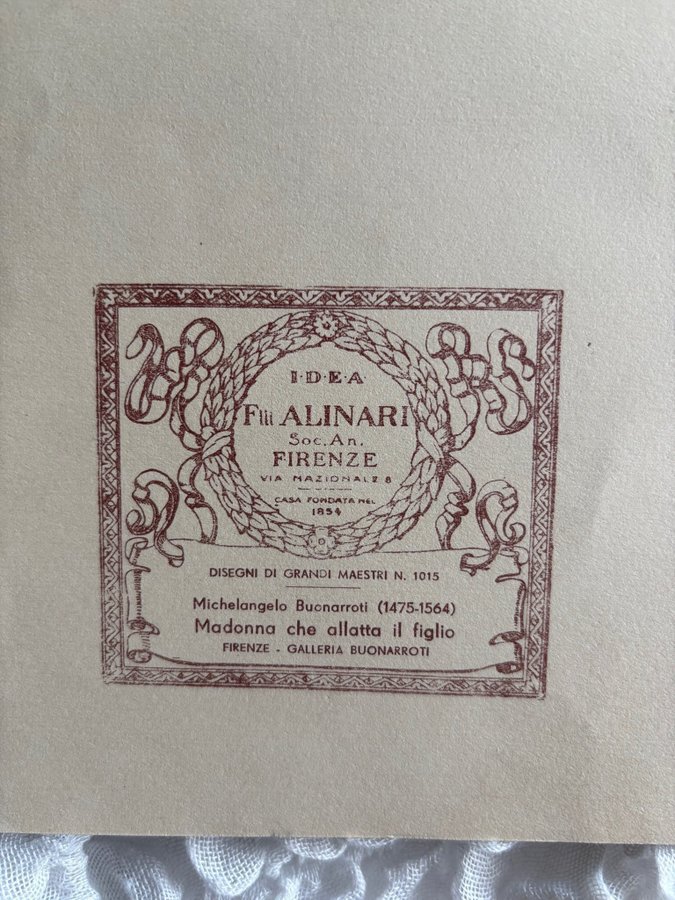 I·D·E·A
Flli ALINARI
Soc. An.
FIRENZE
VIA NAZIONALE 8
CASA FONDATA NEL
1854
DISEGNI DI GRANDI MAESTRI N. 1015
Michelangelo Buonarroti (1475-1564)
Madonna che allatta il figlio
FIRENZE - GALLERIA BUONARROTI